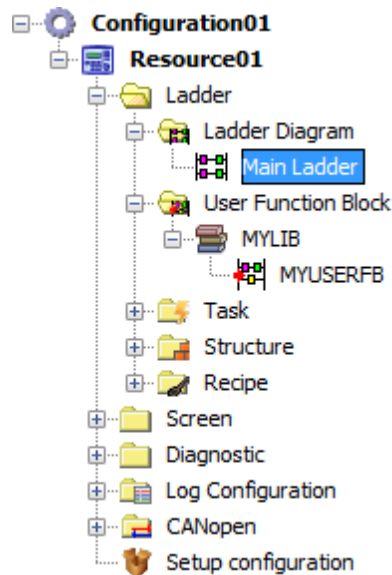 Configuration01
Resource01
Ladder
Ladder Diagram
Main Ladder
User Function Block
MYLIB
MYUSERFB
Task
Structure
Recipe
Screen
Diagnostic
Log Configuration
CANopen
Setup configuration